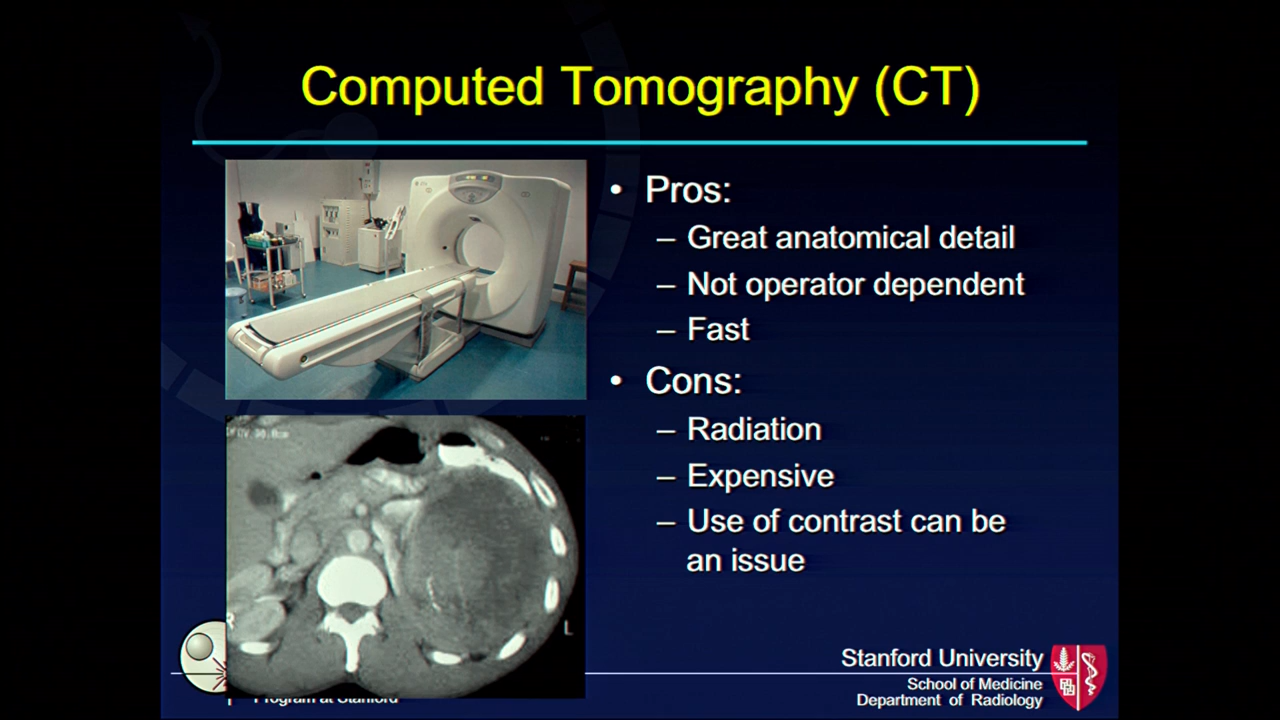 Computed Tomography (CT)
• Pros:
– Great anatomical detail
– Not operator dependent
– Fast
• Cons:
– Radiation
– Expensive
– Use of contrast can be
an issue
R
L
Program at Stanford
Stanford University
School of Medicine
Department of Radiology